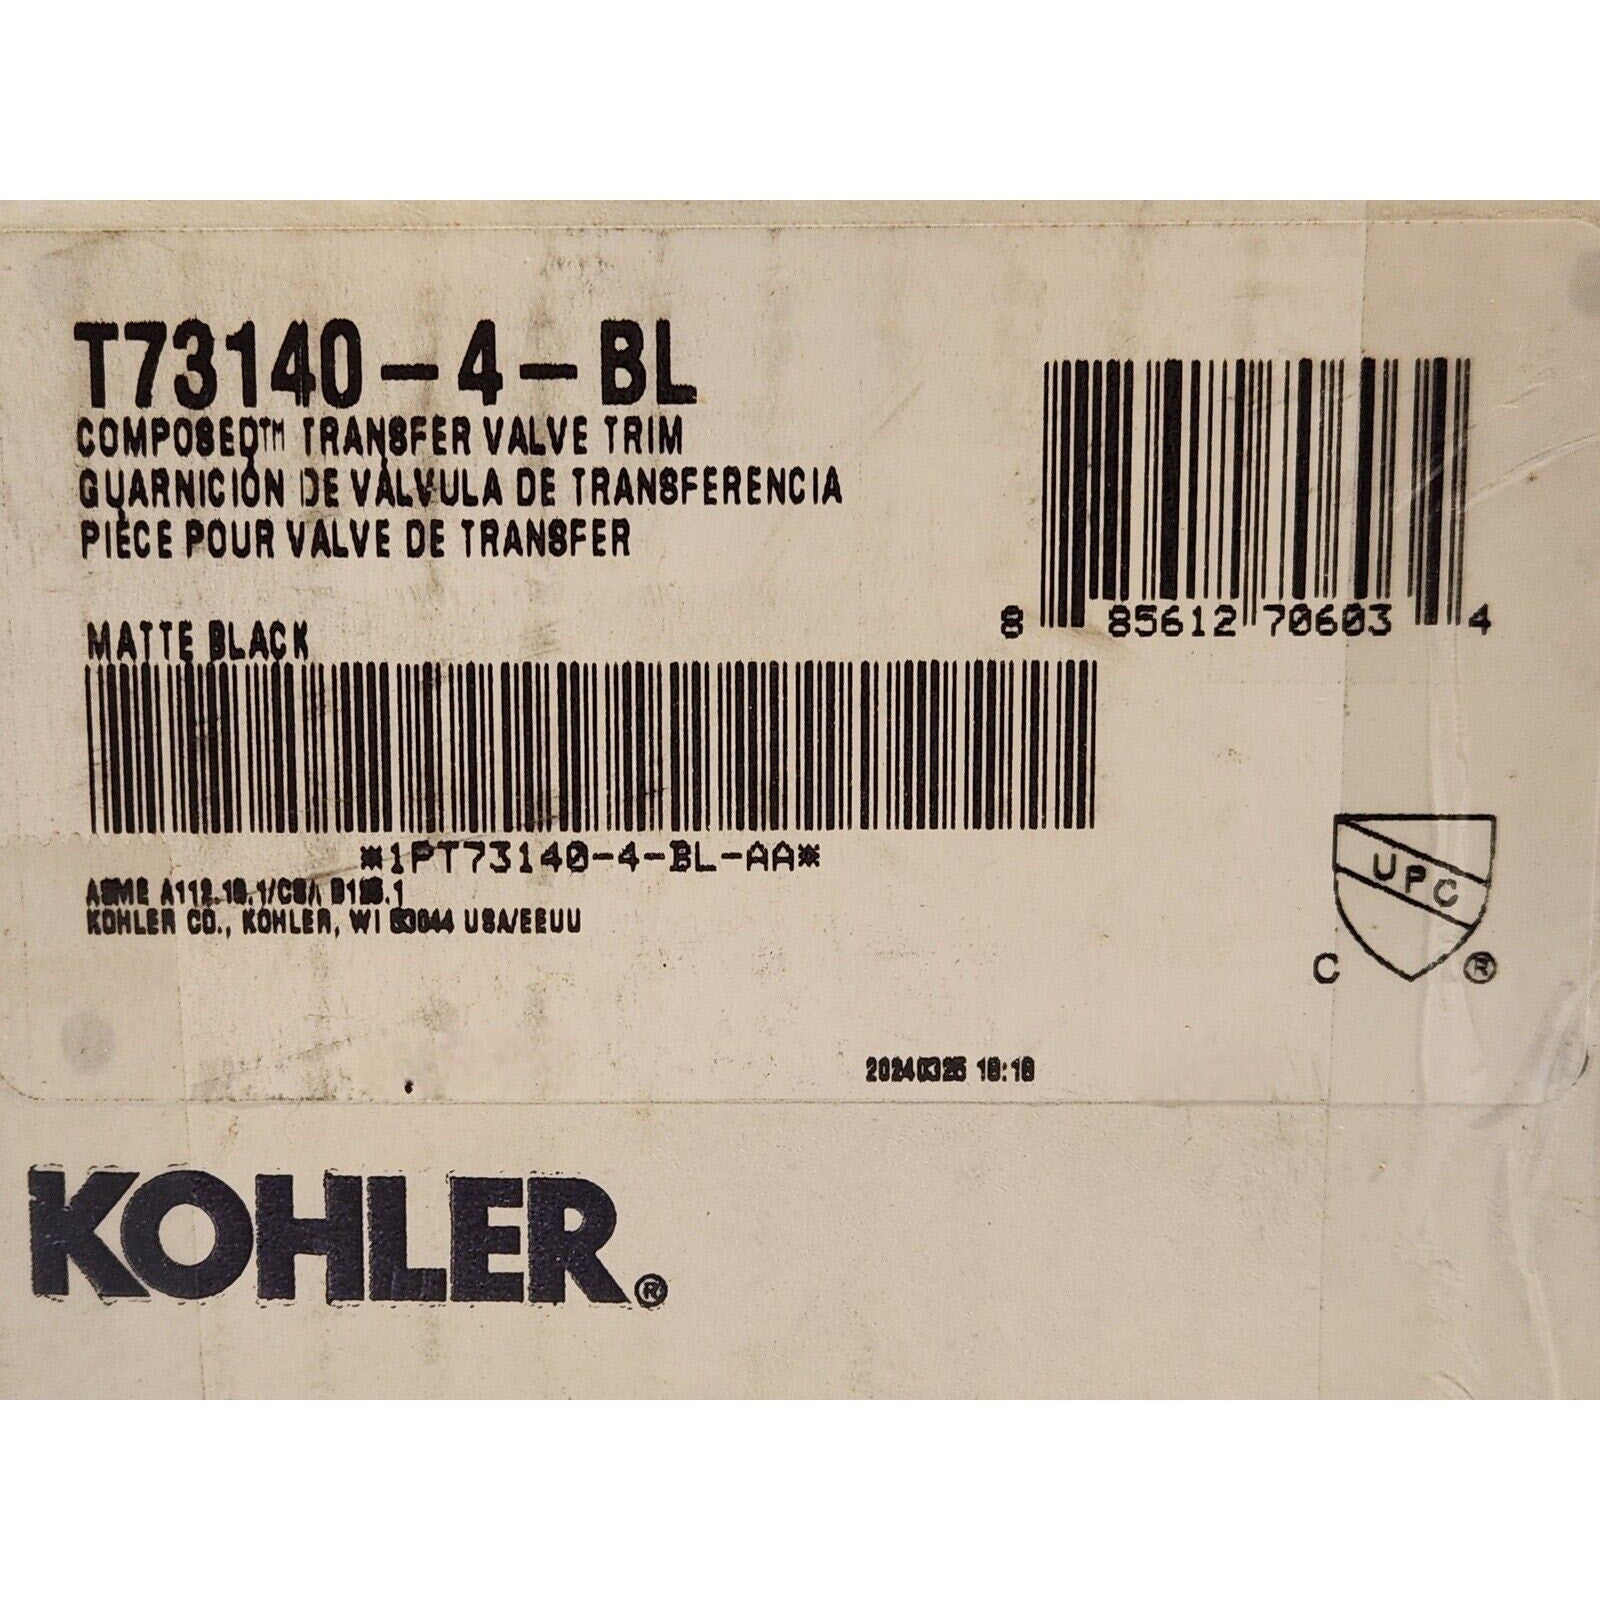 T73140-4-BL
COMPOSED™ TRANSFER VALVE TRIM
GUARNICIÓN DE VÁLVULA DE TRANSFERENCIA
PIÈCE POUR VALVE DE TRANSFER
MATTE BLACK
8 85612 70603 4
*1PT73140-4-BL-AA*
ASME A112.18.1/CSA B125.1
KOHLER CO., KOHLER, WI 53044 USA/EEUU
UPC
C ®
20240325
KOHLER®